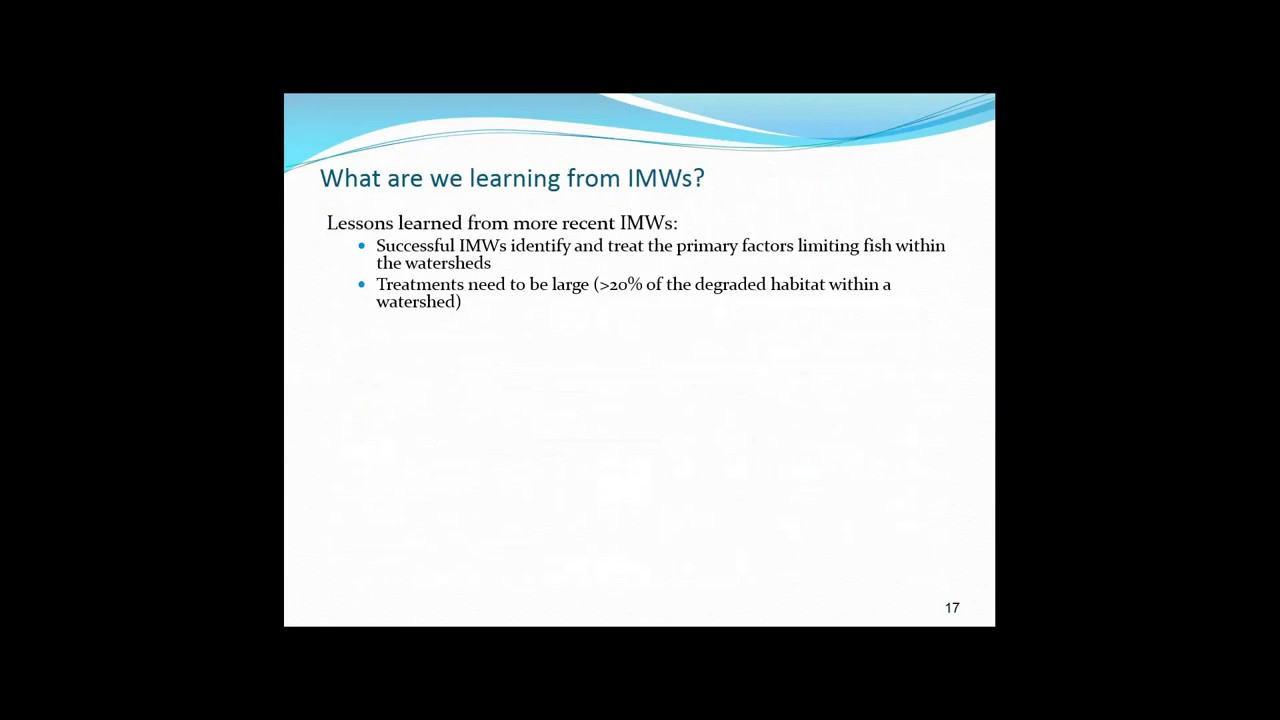 What are we learning from IMWs?
Lessons learned from more recent IMWs:
• Successful IMWs identify and treat the primary factors limiting fish within
the watersheds
• Treatments need to be large (>20% of the degraded habitat within a
watershed)
17